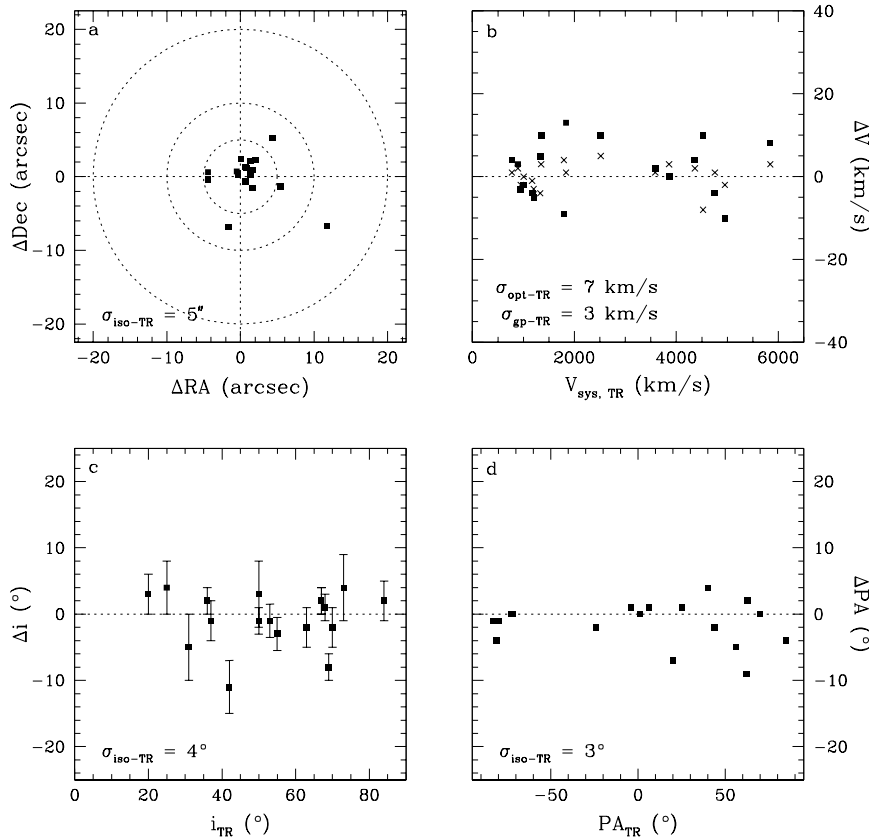 a
20
10
0
−10
−20
ΔDec (arcsec)
σiso−TR = 5″
−20 −10 0 10 20
ΔRA (arcsec)
b
40
20
0
−20
−40
ΔV (km/s)
σopt−TR = 7 km/s
σgp−TR = 3 km/s
0 2000 4000 6000
Vsys, TR (km/s)
c
20
10
0
−10
−20
Δi (°)
σiso−TR = 4°
0 20 40 60 80
iTR (°)
d
20
10
0
−10
−20
ΔPA (°)
σiso−TR = 3°
−50 0 50
PATR (°)